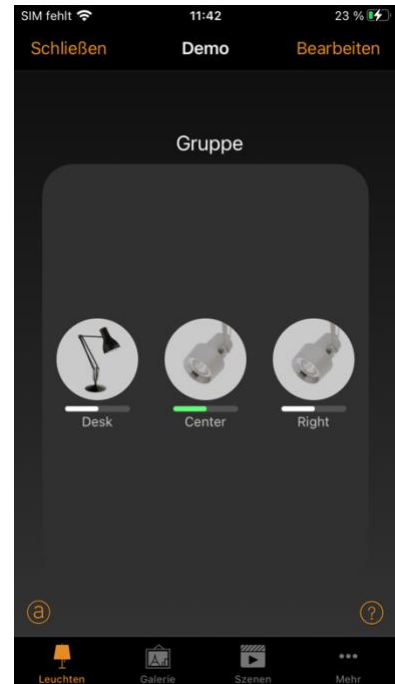 SIM fehlt 11:42 23 %
Schließen Demo Bearbeiten
Gruppe
Desk Center Right
a ?
Leuchten Galerie Szenen Mehr